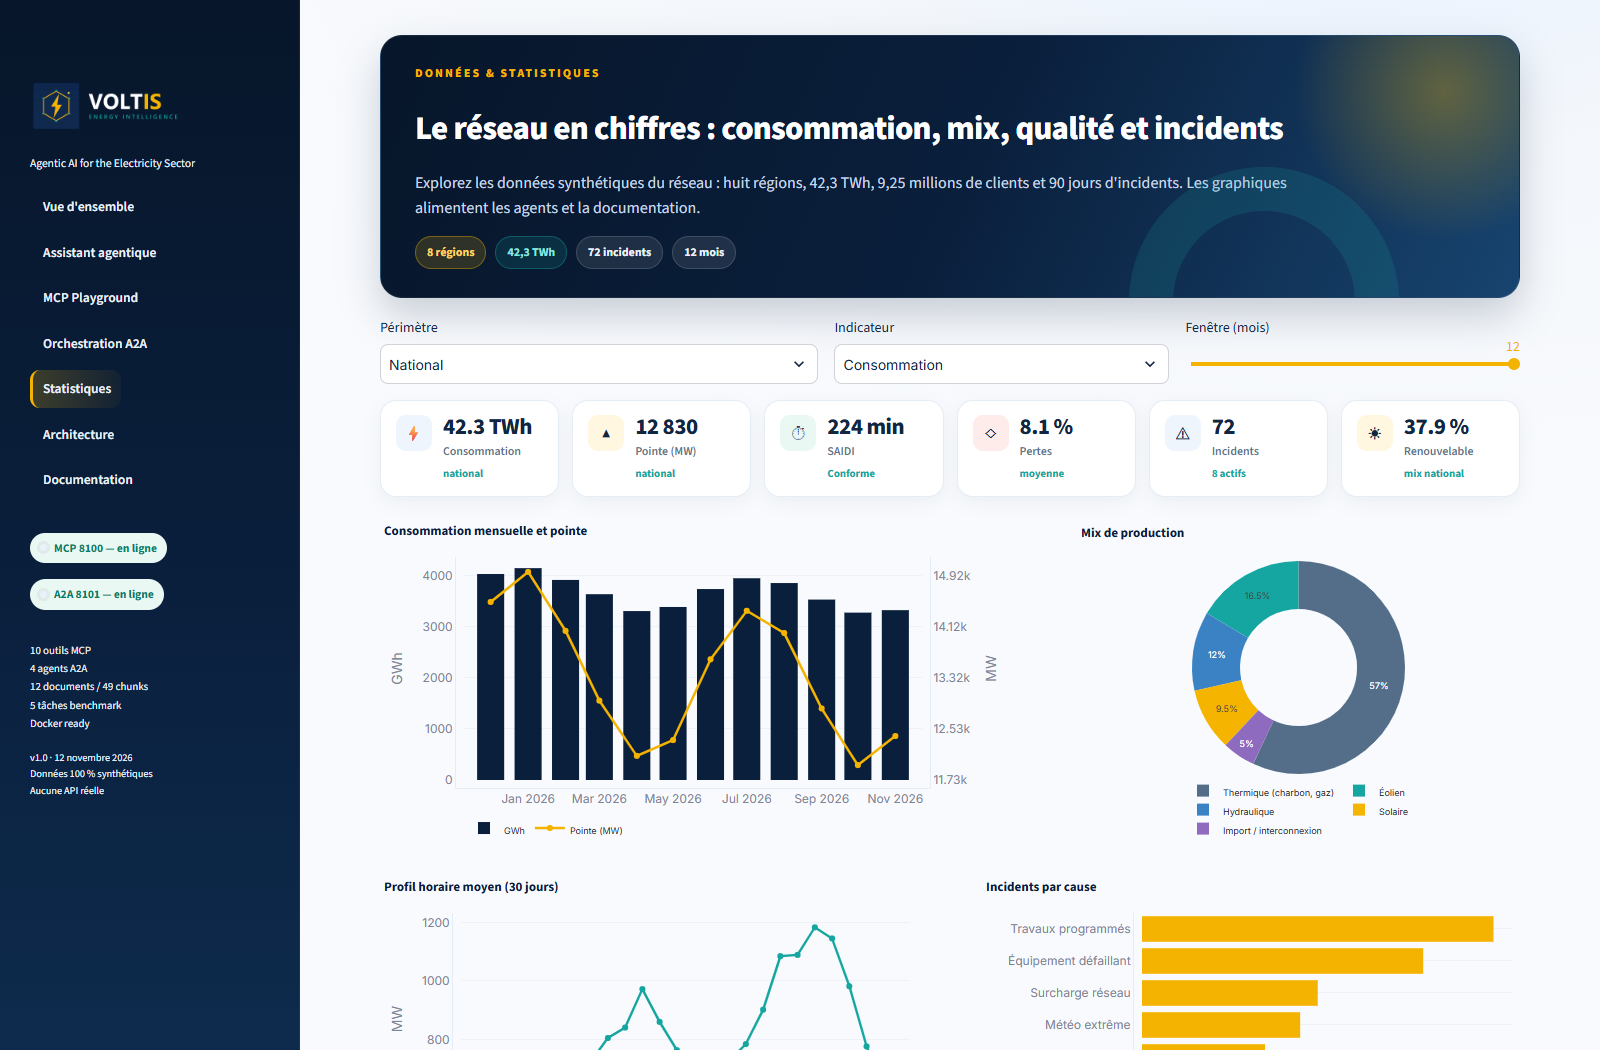 VOLTIS
ENERGY INTELLIGENCE
Agentic AI for the Electricity Sector
Vue d'ensemble
Assistant agentique
MCP Playground
Orchestration A2A
Statistiques
Architecture
Documentation
MCP 8100 — en ligne
A2A 8101 — en ligne
10 outils MCP
4 agents A2A
12 documents / 49 chunks
5 tâches benchmark
Docker ready
v1.0 · 12 novembre 2026
Données 100 % synthétiques
Aucune API réelle
DONNÉES & STATISTIQUES
Le réseau en chiffres : consommation, mix, qualité et incidents
Explorez les données synthétiques du réseau : huit régions, 42,3 TWh, 9,25 millions de clients et 90 jours d'incidents. Les graphiques
alimentent les agents et la documentation.
8 régions 42,3 TWh 72 incidents 12 mois
Périmètre Indicateur Fenêtre (mois)
National Consommation 12
42.3 TWh
Consommation
national
12 830
Pointe (MW)
national
224 min
SAIDI
Conforme
8.1 %
Pertes
moyenne
72
Incidents
8 actifs
37.9 %
Renouvelable
mix national
Consommation mensuelle et pointe
4000
3000
2000
1000
0
GWh
14.92k
14.12k
13.32k
12.53k
11.73k
MW
Jan 2026 Mar 2026 May 2026 Jul 2026 Sep 2026 Nov 2026
GWh Pointe (MW)
Mix de production
16.5%
12%
57%
9.5%
5%
Thermique (charbon, gaz) Éolien
Hydraulique Solaire
Import / interconnexion
Profil horaire moyen (30 jours)
1200
1000
800
MW
Incidents par cause
Travaux programmés
Équipement défaillant
Surcharge réseau
Météo extrême